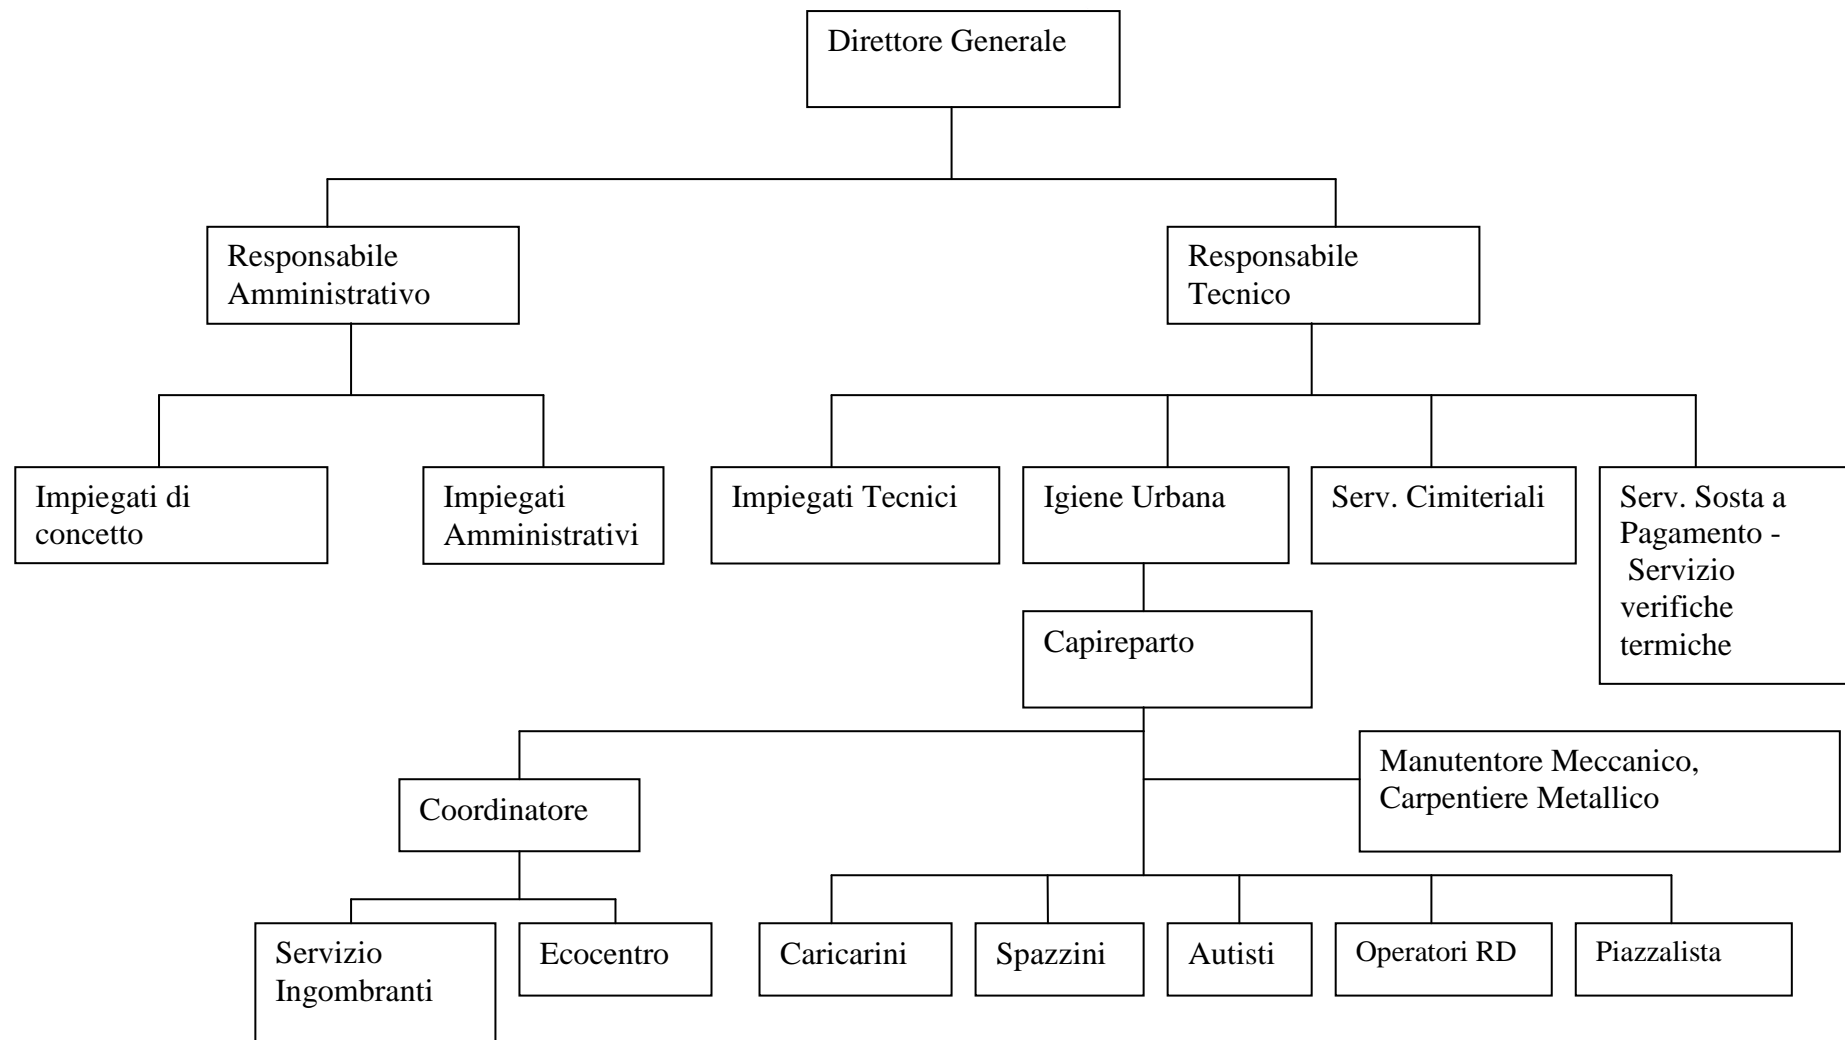 Direttore Generale
Responsabile
Amministrativo
Responsabile
Tecnico
Impiegati di
concetto
Impiegati
Amministrativi
Impiegati Tecnici
Igiene Urbana
Serv. Cimiteriali
Serv. Sosta a
Pagamento -
Servizio
verifiche
termiche
Capireparto
Manutentore Meccanico,
Carpentiere Metallico
Coordinatore
Servizio
Ingombranti
Ecocentro
Caricarini
Spazzini
Autisti
Operatori RD
Piazzalista